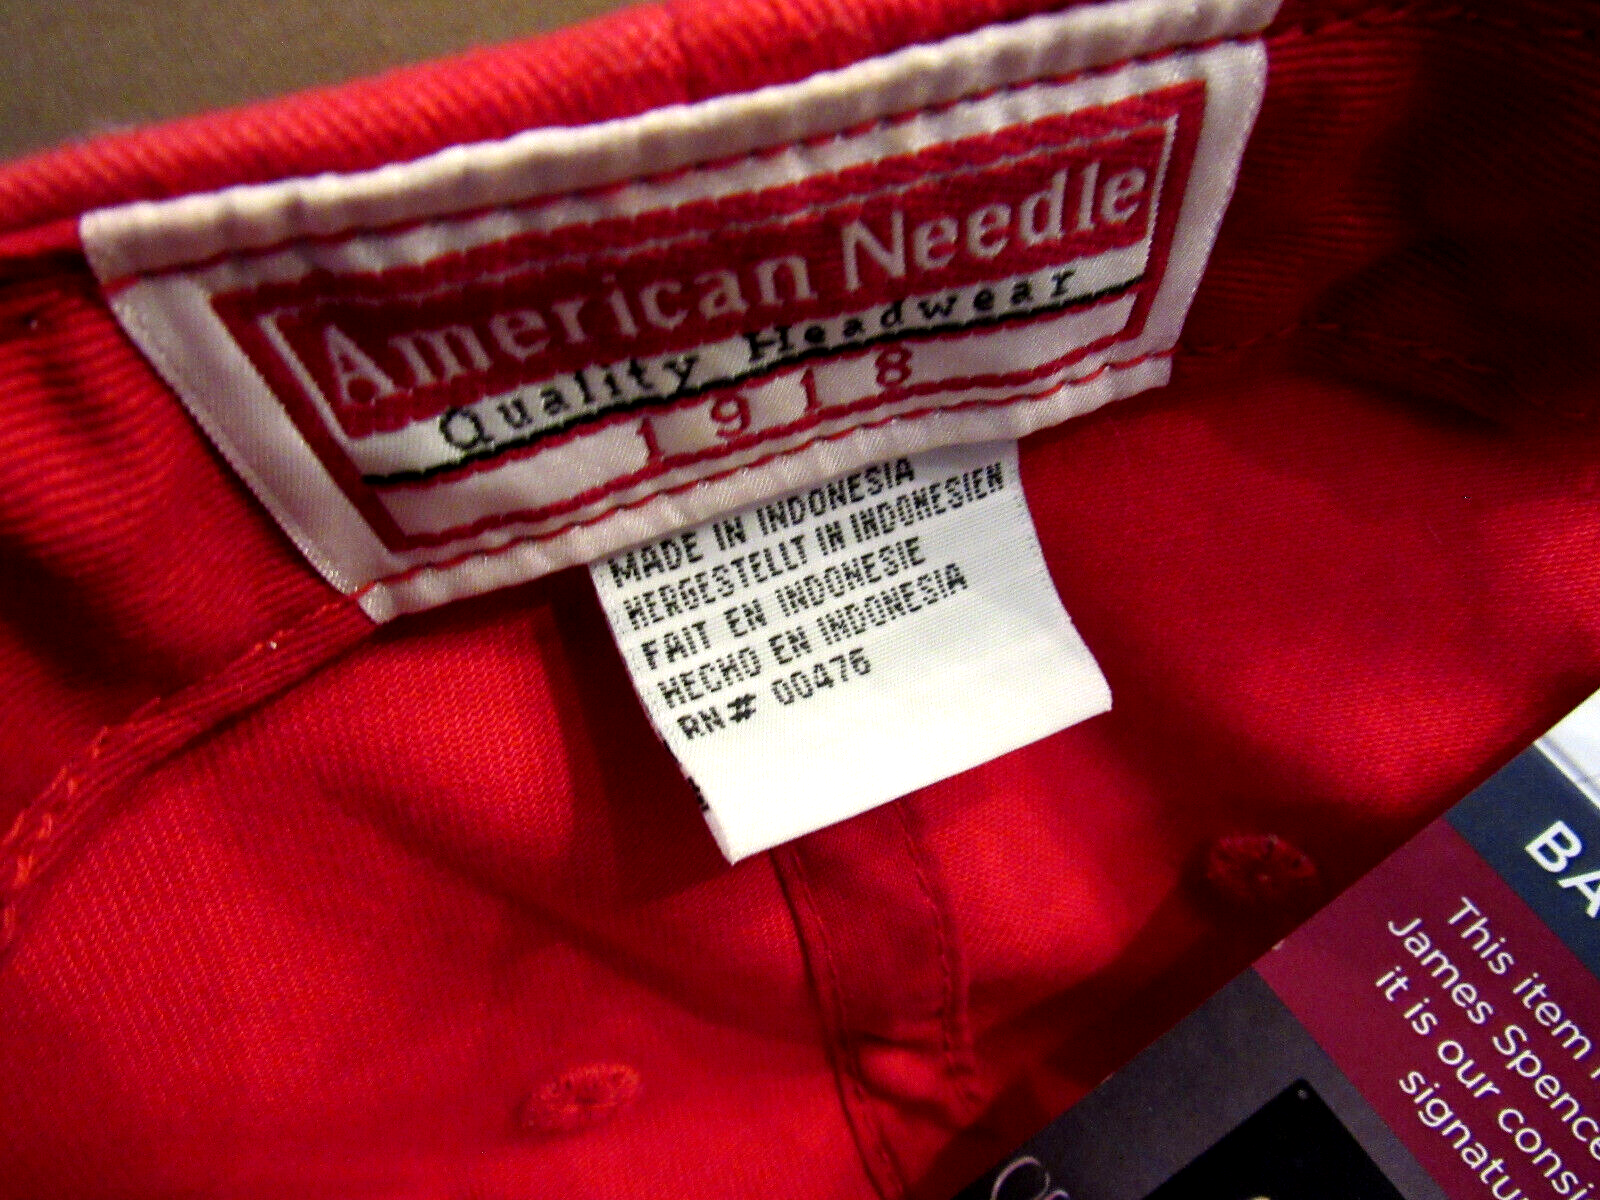 American Needle
Quality Headwear
1918
MADE IN INDONESIA
HERGESTELLT IN INDONESIEN
FAIT EN INDONESIE
HECHO EN INDONESIA
RN# 00476
BA
This item
James Spence
it is our consi
signatu